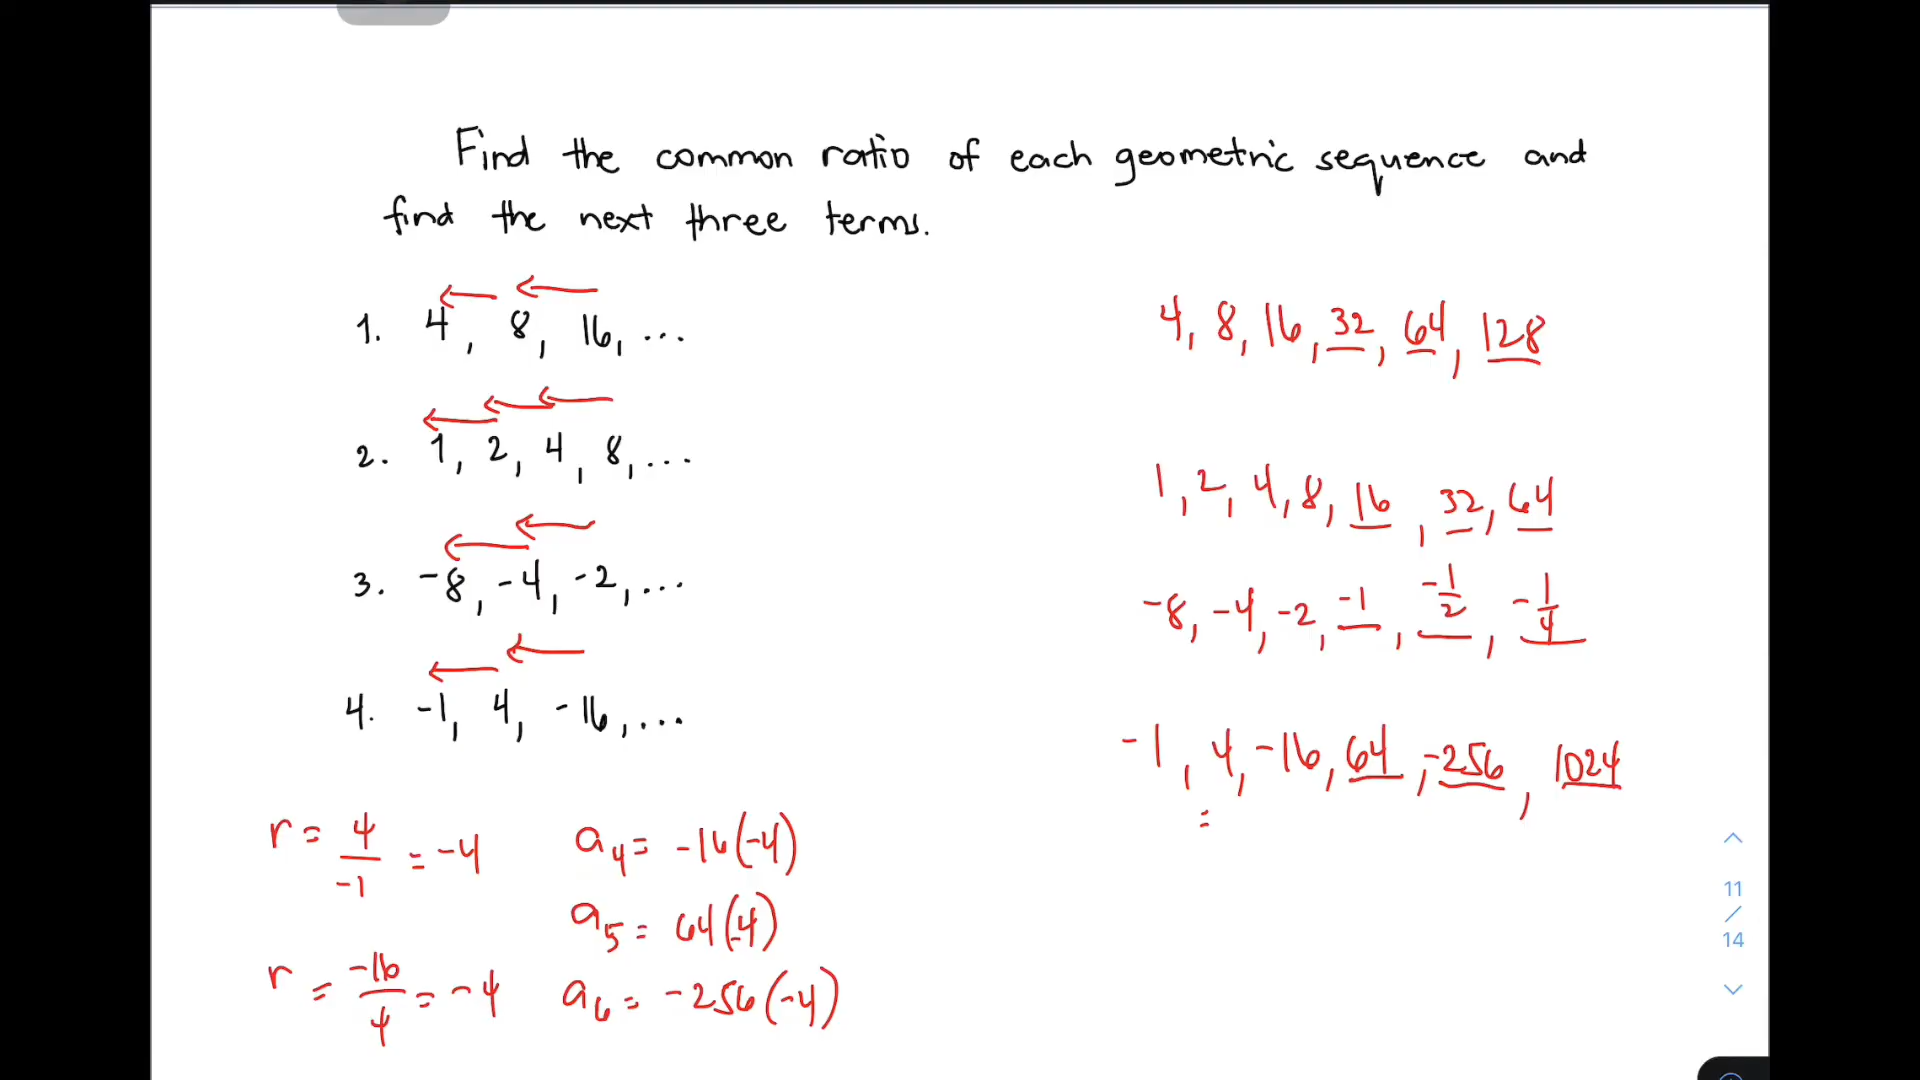 Find the common ratio of each geometric sequence and
find the next three terms.
1. 4, 8, 16, ...
4, 8, 16, 32, 64, 128
2. 1, 2, 4, 8, ...
1, 2, 4, 8, 16, 32, 64
3. -8, -4, -2, ...
-8, -4, -2, -1, -1/2, -1/4
4. -1, 4, -16, ...
-1, 4, -16, 64, -256, 1024
=
r = 4/-1 = -4
a4 = -16(-4)
a5 = 64(-4)
r = -16/4 = -4
a6 = -256(-4)
11
/
14